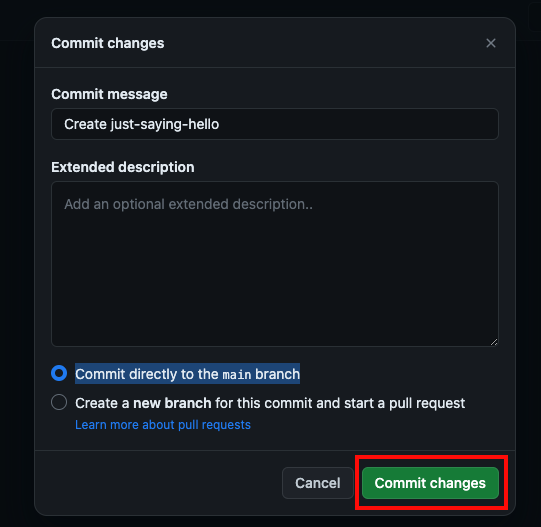 Commit changes
Commit message
Create just-saying-hello
Extended description
Add an optional extended description..
Commit directly to the main branch
Create a new branch for this commit and start a pull request
Learn more about pull requests
Cancel
Commit changes